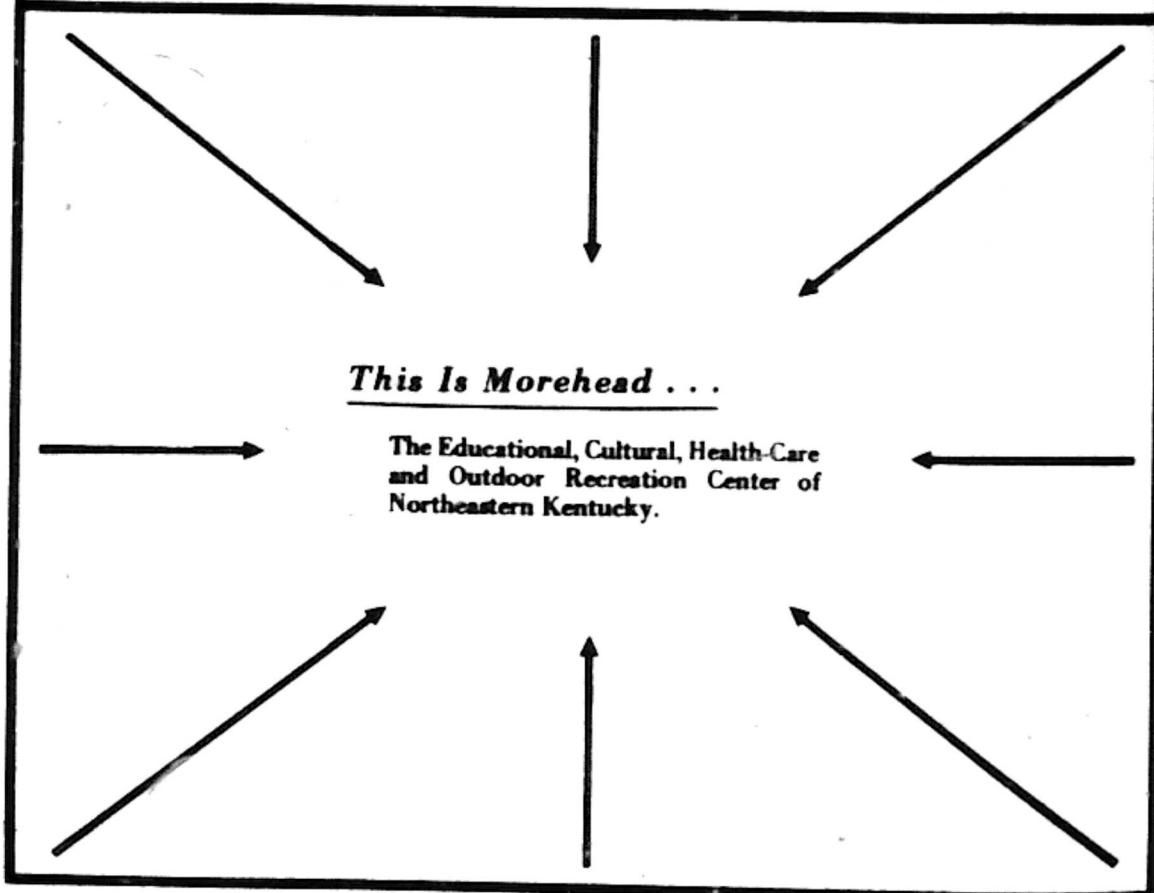 This Is Morehead . . .
The Educational, Cultural, Health-Care
and Outdoor Recreation Center of
Northeastern Kentucky.